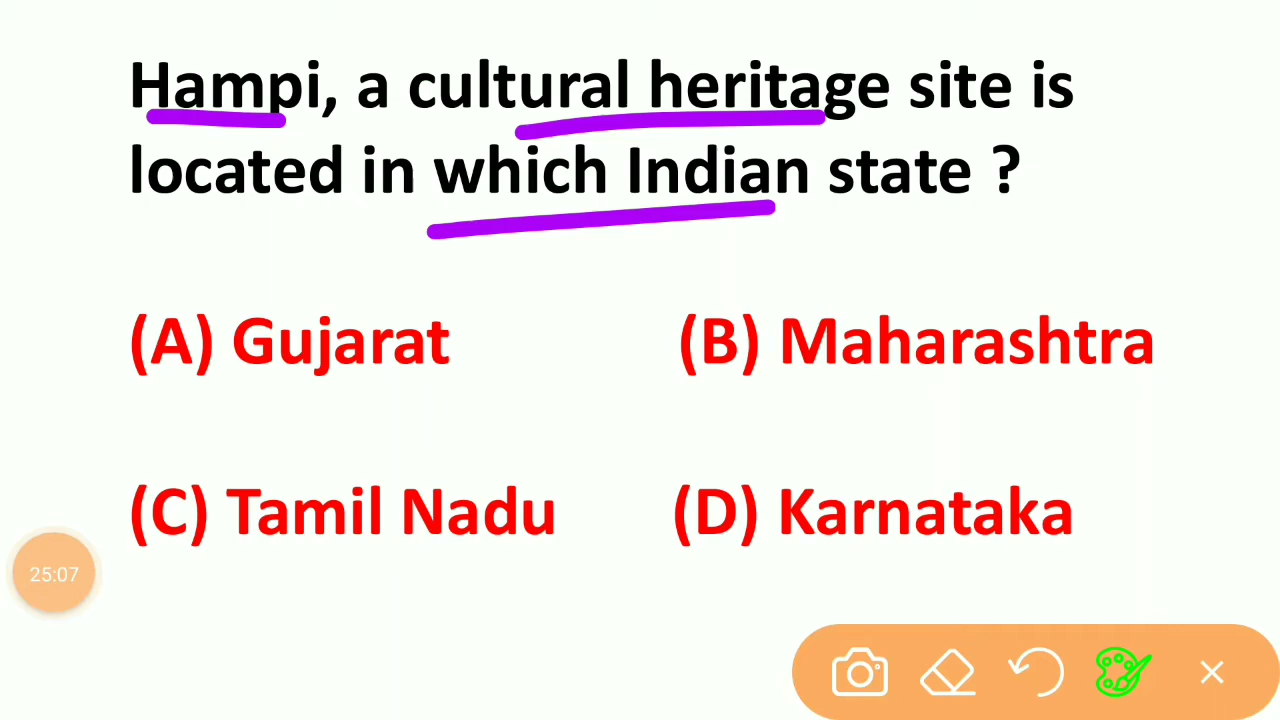 Hampi, a cultural heritage site is
located in which Indian state ?
(A) Gujarat (B) Maharashtra
(C) Tamil Nadu (D) Karnataka
25:07